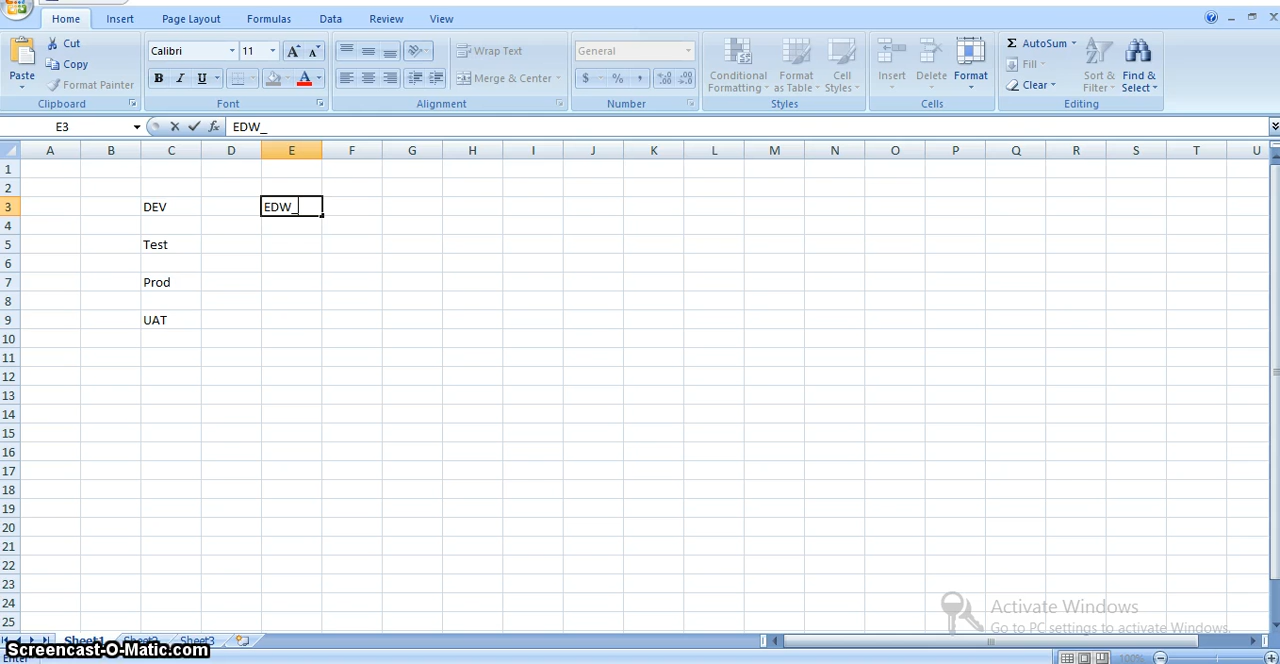 Home Insert Page Layout Formulas Data Review View
Cut Calibri 11 Wrap Text General AutoSum
Copy Fill
Paste Format Painter B I U Merge & Center $ % , Conditional Formatting Format as Table Cell Styles Insert Delete Format Clear Sort & Filter Find & Select
Clipboard Font Alignment Number Styles Cells Editing
E3 fx EDW_
A B C D E F G H I J K L M N O P Q R S T U
1
2
3 DEV EDW_
4
5 Test
6
7 Prod
8
9 UAT
10
11
12
13
14
15
16
17
18
19
20
21
22
23
24 Activate Windows
25 Go to PC settings to activate Windows.
Sheet1 Sheet2 Sheet3
Screencast-O-Matic.com
Enter 100%